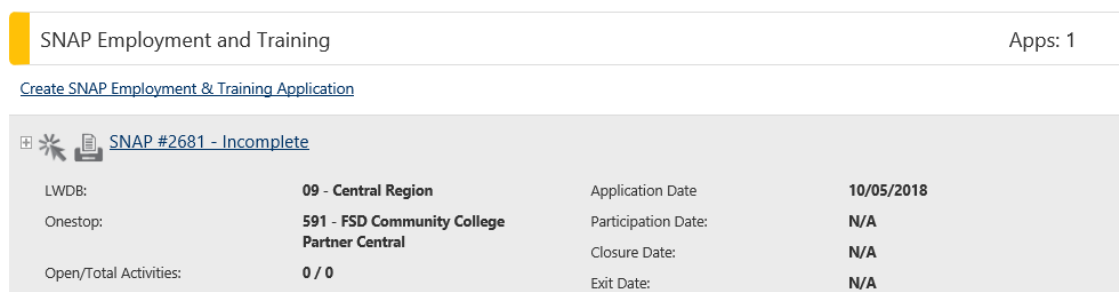 SNAP Employment and Training Apps: 1
Create SNAP Employment & Training Application
SNAP #2681 - Incomplete
LWDB: 09 - Central Region Application Date 10/05/2018
Onestop: 591 - FSD Community College Partner Central Participation Date: N/A
Closure Date: N/A
Open/Total Activities: 0 / 0 Exit Date: N/A